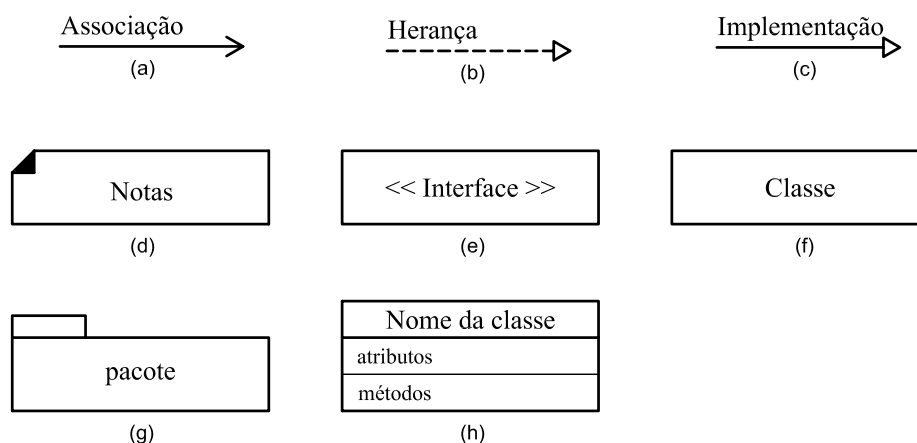 Associação
(a)
Herança
(b)
Implementação
(c)
Notas
(d)
<< Interface >>
(e)
Classe
(f)
pacote
(g)
Nome da classe
atributos
métodos
(h)